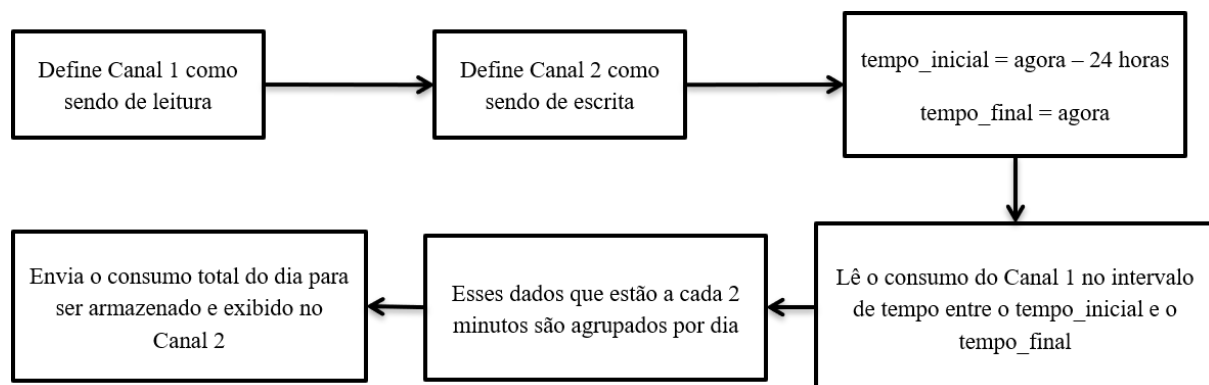 Define Canal 1 como
sendo de leitura
Define Canal 2 como
sendo de escrita
tempo_inicial = agora – 24 horas
tempo_final = agora
Lê o consumo do Canal 1 no intervalo
de tempo entre o tempo_inicial e o
tempo_final
Esses dados que estão a cada 2
minutos são agrupados por dia
Envia o consumo total do dia para
ser armazenado e exibido no
Canal 2